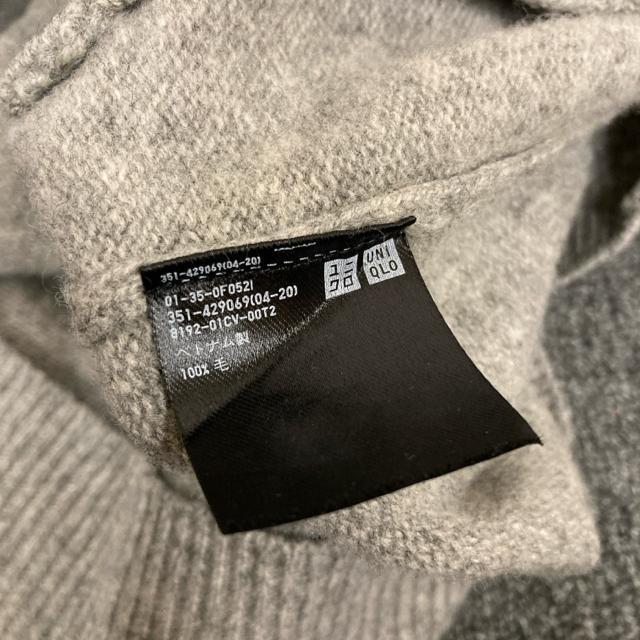 351-429069(04-20)
01-35-0F052I
351-429069(04-20)
8192-01CV-00T2
ベトナム製
100% 毛
ユニ
クロ
UNI
QLO